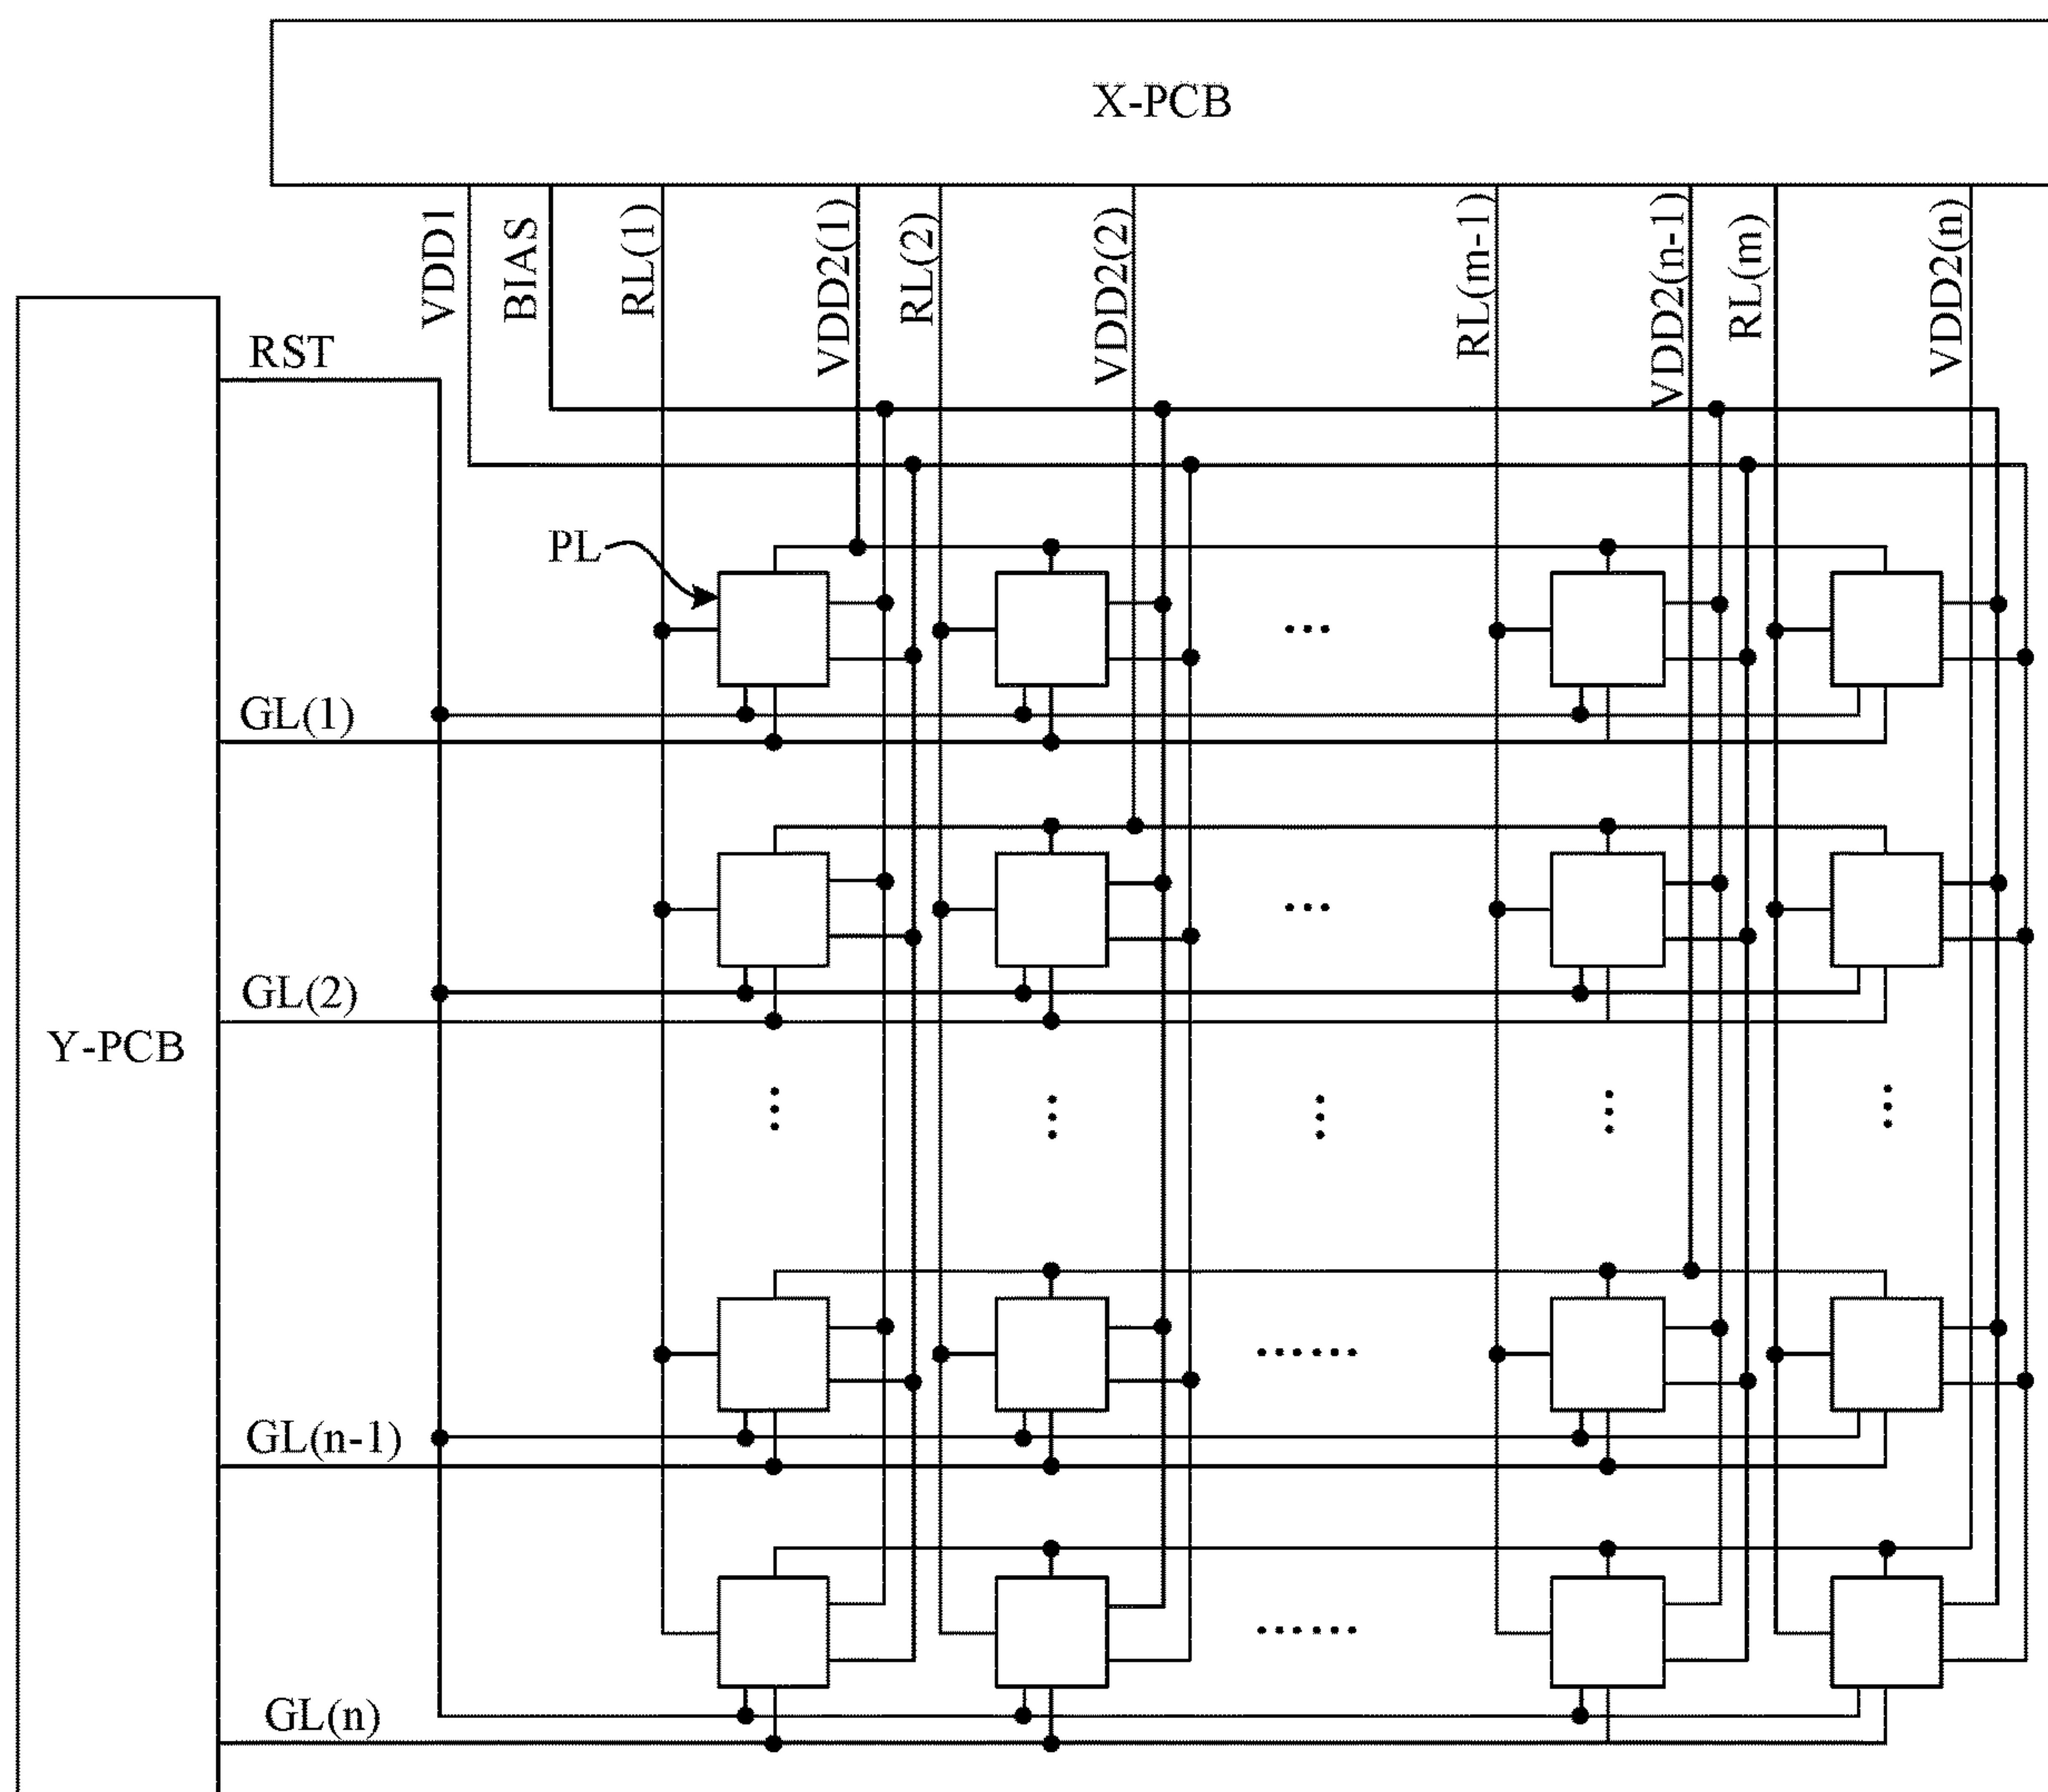 X-PCB
VDD1
BIAS
RL(1)
VDD2(1)
RL(2)
VDD2(2)
RL(m-1)
VDD2(n-1)
RL(m)
VDD2(n)
RST
PL
...
GL(1)
...
GL(2)
Y-PCB
......
GL(n-1)
......
GL(n)